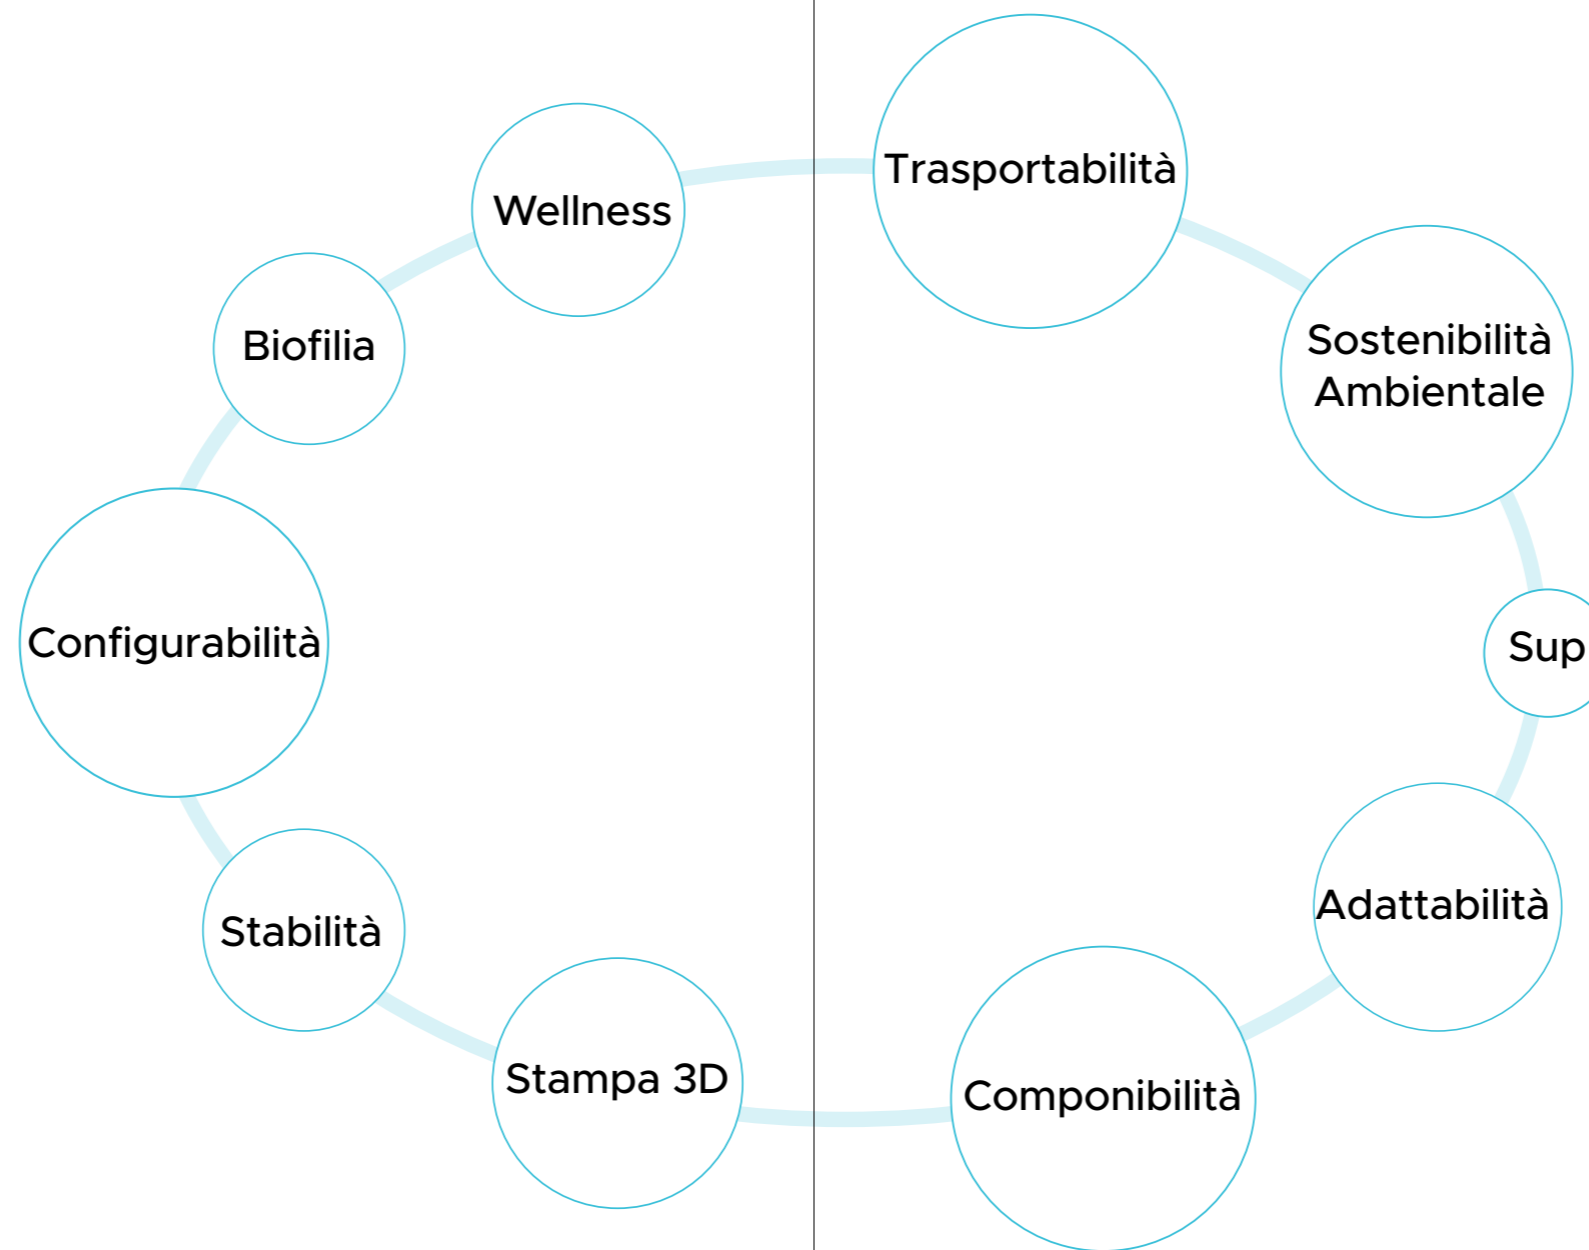 Trasportabilità
Wellness
Sostenibilità
Ambientale
Biofilia
Configurabilità
Sup
Adattabilità
Stabilità
Stampa 3D
Componibilità